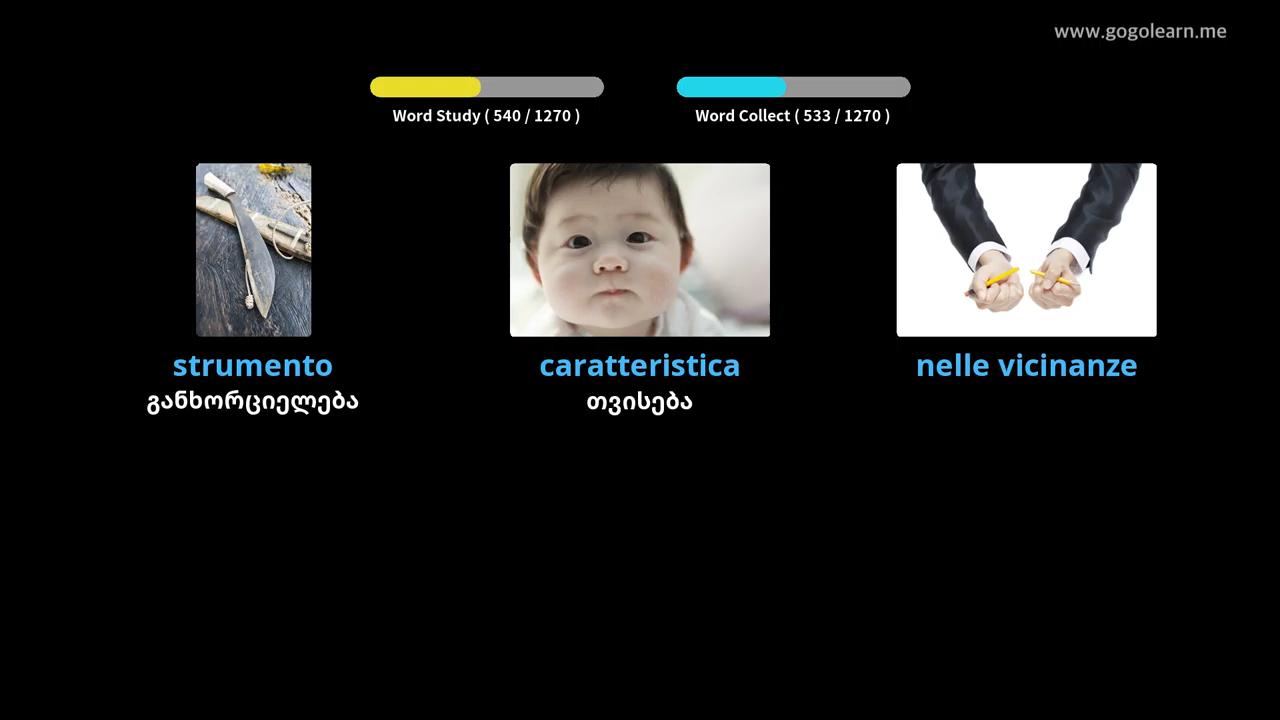 www.gogolearn.me
Word Study ( 540 / 1270 )
Word Collect ( 533 / 1270 )
strumento
განხორციელება
caratteristica
თვისება
nelle vicinanze